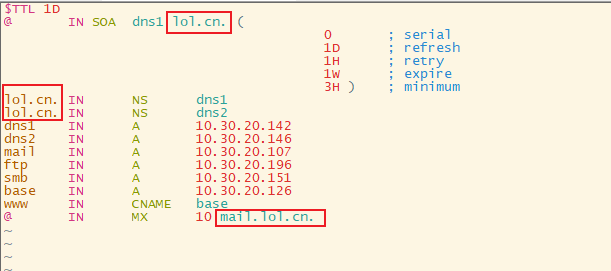 $TTL 1D
@ IN SOA dns1 lol.cn. (
0 ; serial
1D ; refresh
1H ; retry
1W ; expire
3H ) ; minimum
lol.cn. IN NS dns1
lol.cn. IN NS dns2
dns1 IN A 10.30.20.142
dns2 IN A 10.30.20.146
mail IN A 10.30.20.107
ftp IN A 10.30.20.196
smb IN A 10.30.20.151
base IN A 10.30.20.126
www IN CNAME base
@ IN MX 10 mail.lol.cn.
~
~
~
~